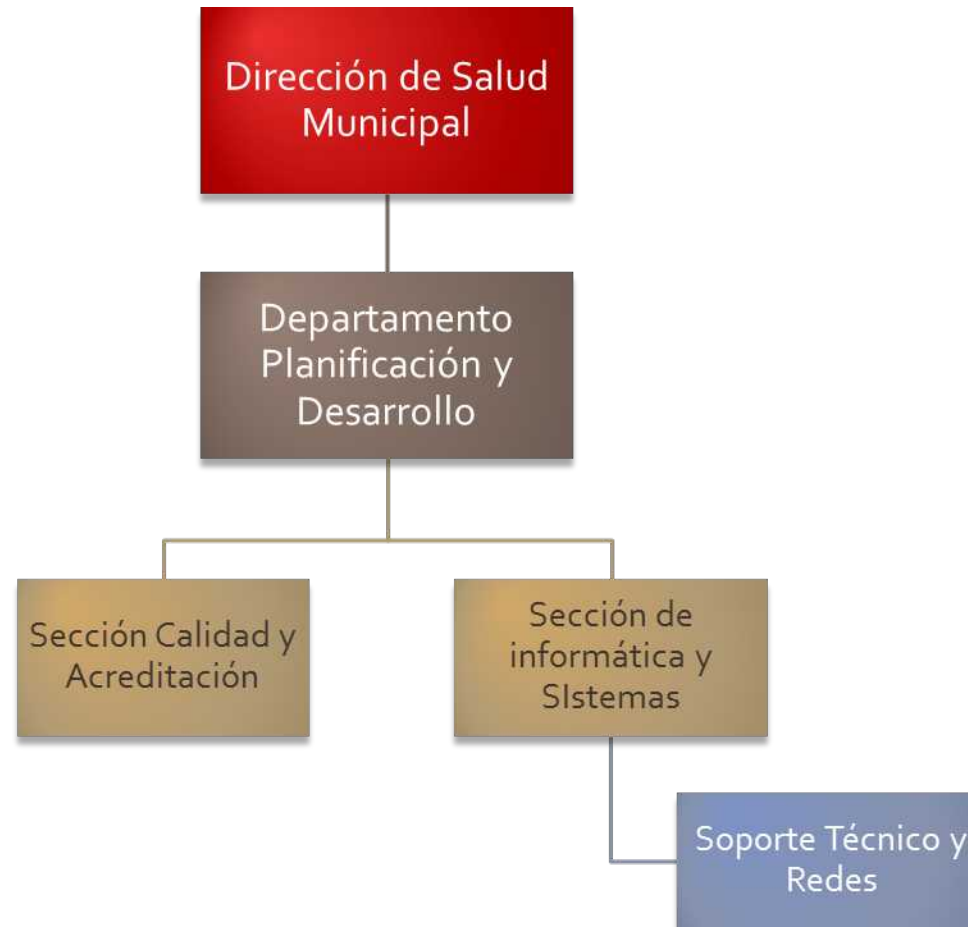 Dirección de Salud
Municipal
Departamento
Planificación y
Desarrollo
Sección Calidad y
Acreditación
Sección de
informática y
SIstemas
Soporte Técnico y
Redes